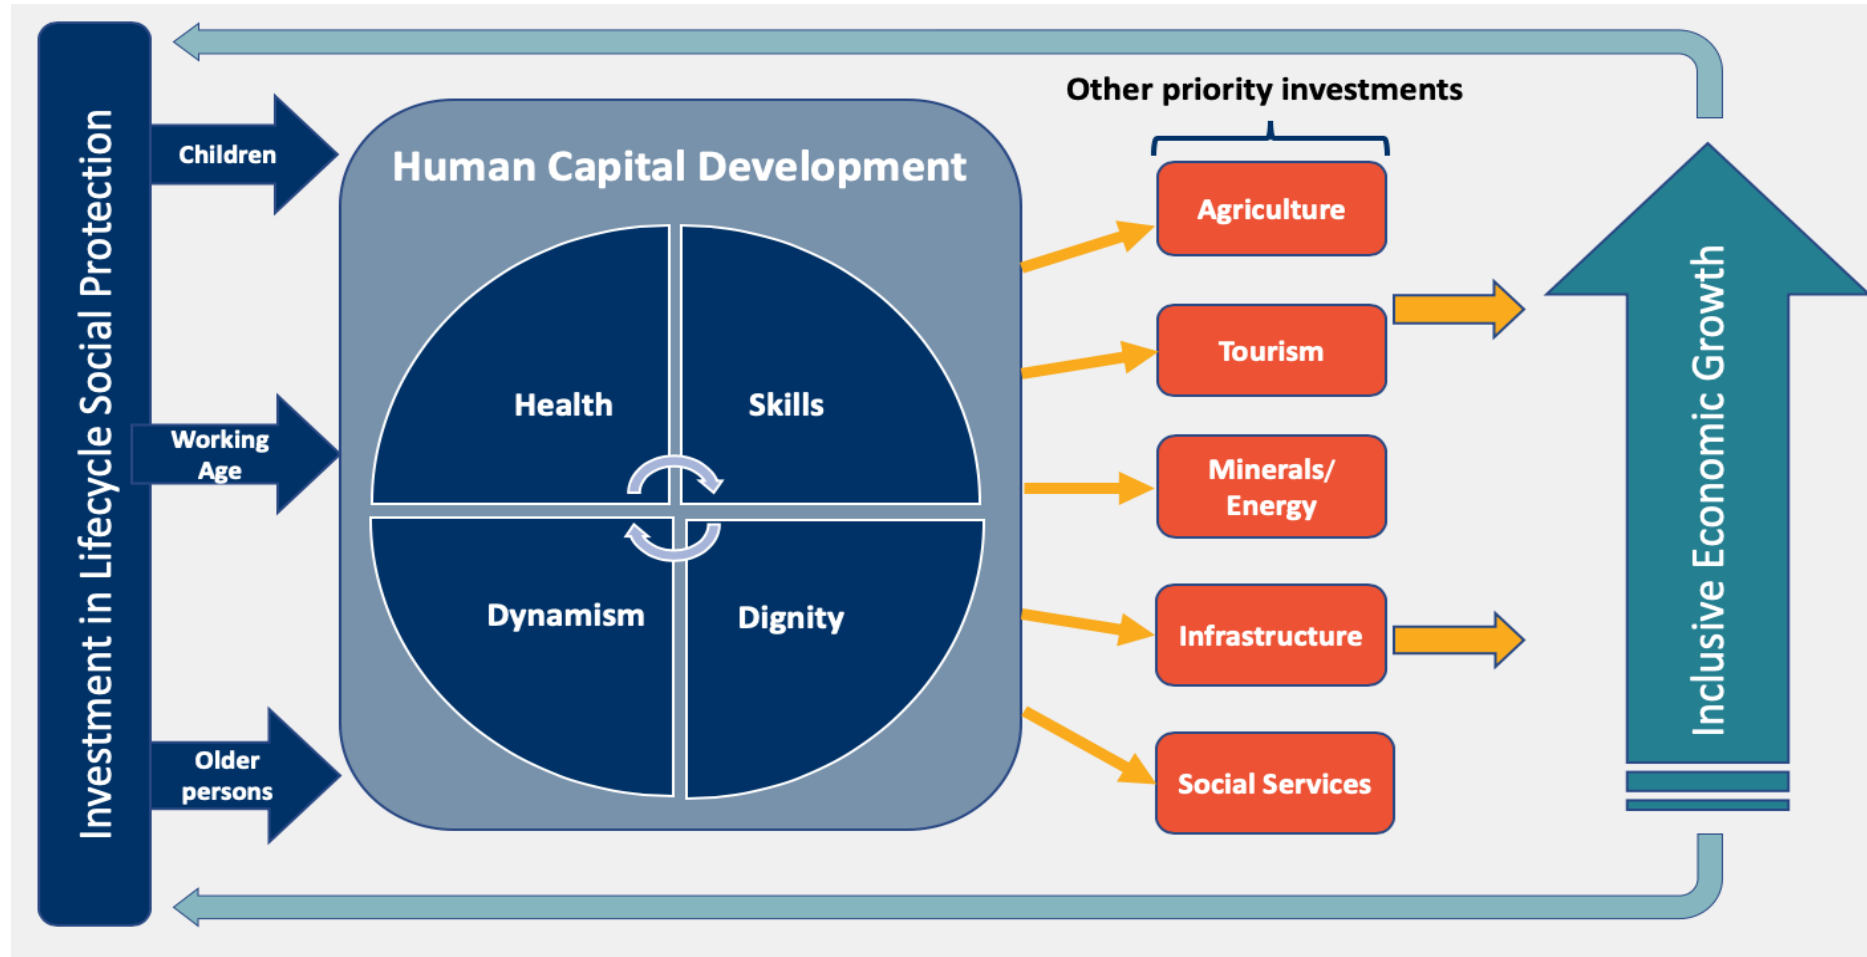 Investment in Lifecycle Social Protection
Children
Working
Age
Older
persons
Human Capital Development
Health
Skills
Dynamism
Dignity
Other priority investments
Agriculture
Tourism
Minerals/
Energy
Infrastructure
Social Services
Inclusive Economic Growth